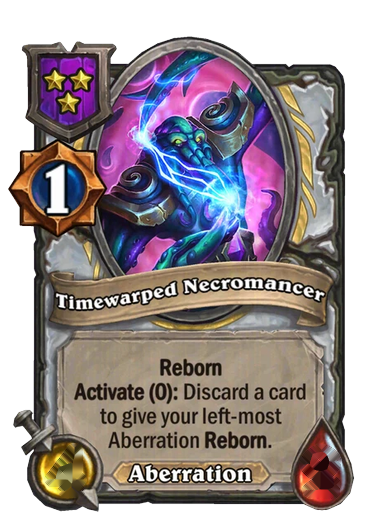 1
Timewarped Necromancer
Reborn
Activate (0): Discard a card
to give your left-most
Aberration Reborn.
Aberration